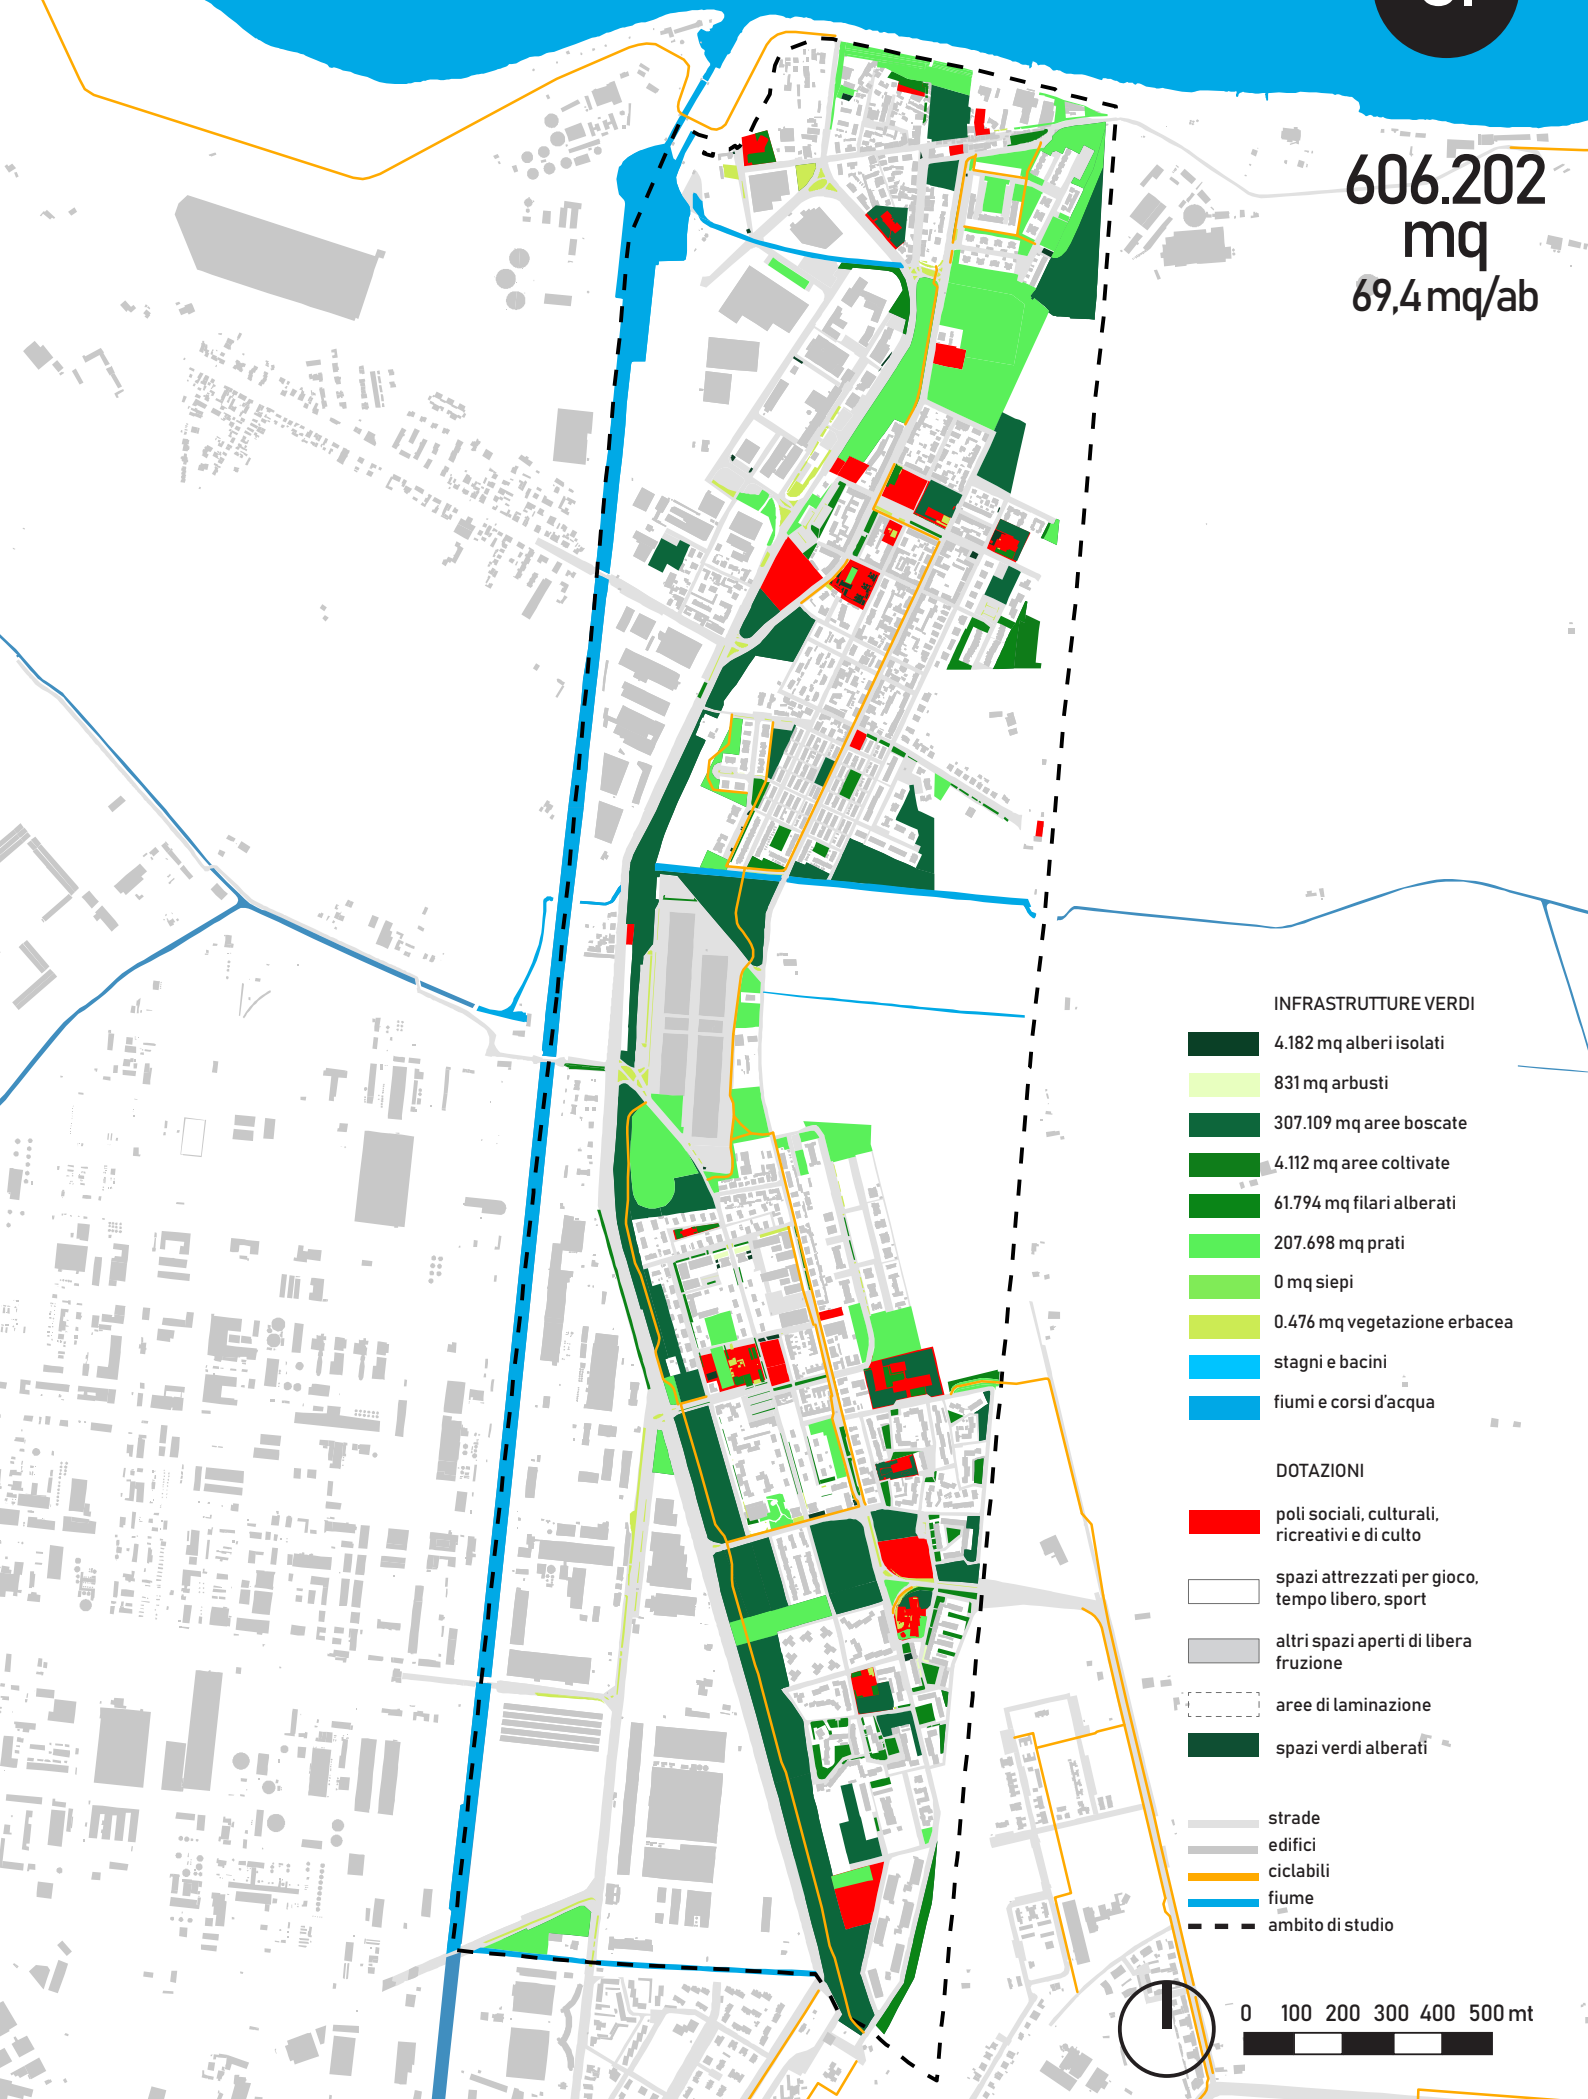 606.202
mq
69,4 mq/ab
INFRASTRUTTURE VERDI
4.182 mq alberi isolati
831 mq arbusti
307.109 mq aree boscate
4.112 mq aree coltivate
61.794 mq filari alberati
207.698 mq prati
0 mq siepi
0.476 mq vegetazione erbacea
stagni e bacini
fiumi e corsi d'acqua
DOTAZIONI
poli sociali, culturali,
ricreativi e di culto
spazi attrezzati per gioco,
tempo libero, sport
altri spazi aperti di libera
fruzione
aree di laminazione
spazi verdi alberati
strade
edifici
ciclabili
fiume
ambito di studio
0 100 200 300 400 500 mt